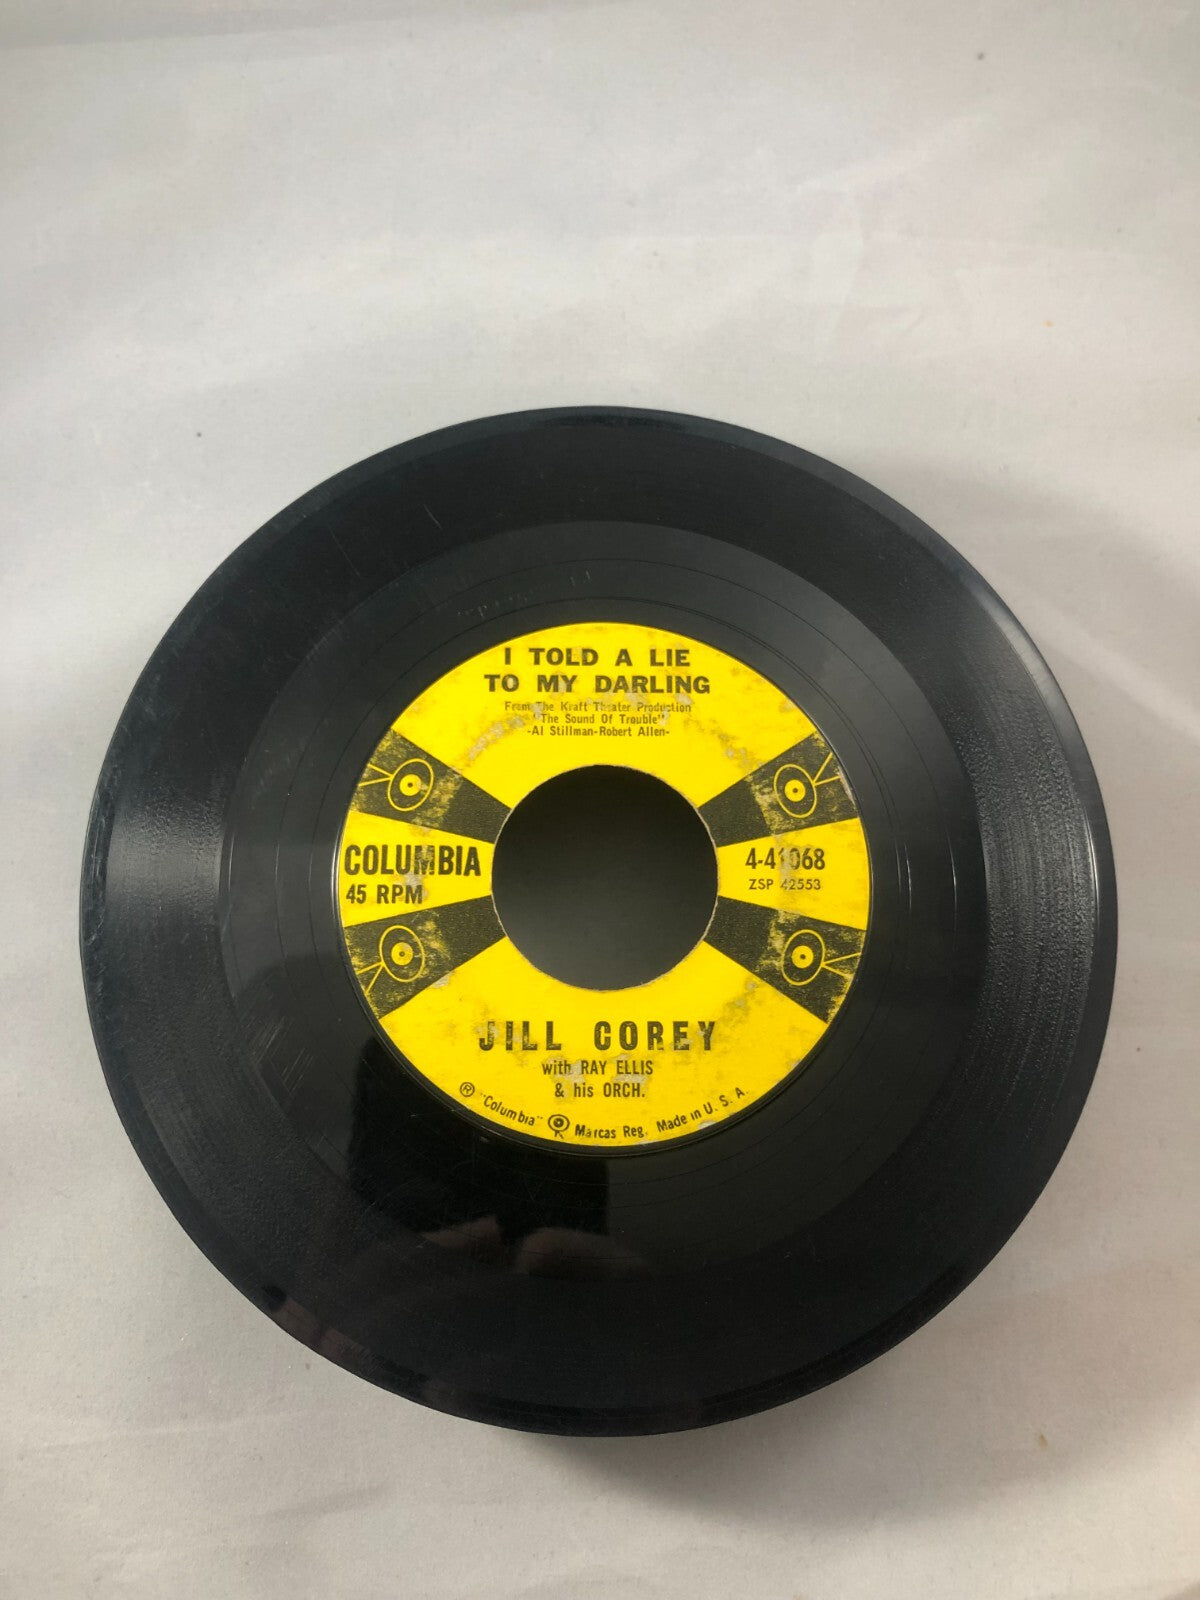 I TOLD A LIE
TO MY DARLING
From The Kraft Theater Production
"The Sound Of Trouble"
-Al Stillman-Robert Allen-
COLUMBIA
45 RPM
4-41068
ZSP 42553
JILL COREY
with RAY ELLIS
& his ORCH.
® "Columbia" Marcas Reg. Made in U. S. A.